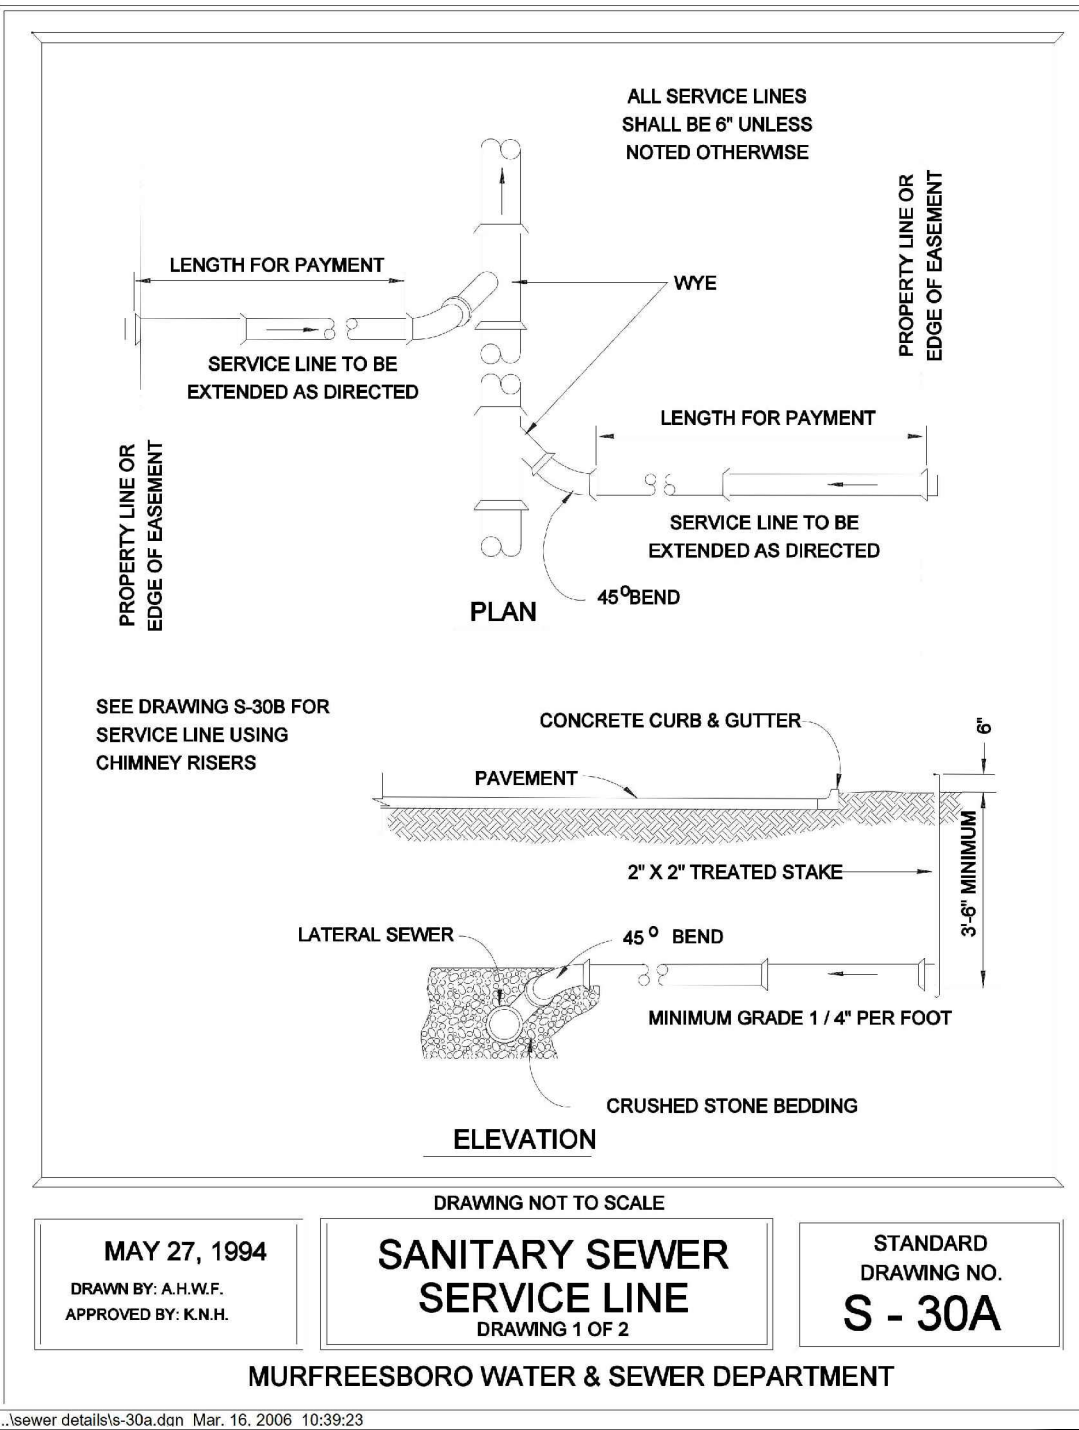 ALL SERVICE LINES
SHALL BE 6" UNLESS
NOTED OTHERWISE
PROPERTY LINE OR
EDGE OF EASEMENT
LENGTH FOR PAYMENT
WYE
SERVICE LINE TO BE
EXTENDED AS DIRECTED
LENGTH FOR PAYMENT
PROPERTY LINE OR
EDGE OF EASEMENT
SERVICE LINE TO BE
EXTENDED AS DIRECTED
45° BEND
PLAN
SEE DRAWING S-30B FOR
SERVICE LINE USING
CHIMNEY RISERS
CONCRETE CURB & GUTTER
6"
PAVEMENT
2" X 2" TREATED STAKE
3'-6" MINIMUM
LATERAL SEWER
45° BEND
MINIMUM GRADE 1 / 4" PER FOOT
CRUSHED STONE BEDDING
ELEVATION
DRAWING NOT TO SCALE
MAY 27, 1994
DRAWN BY: A.H.W.F.
APPROVED BY: K.N.H.
SANITARY SEWER
SERVICE LINE
DRAWING 1 OF 2
STANDARD
DRAWING NO.
S - 30A
MURFREESBORO WATER & SEWER DEPARTMENT
..\sewer details\s-30a.dgn Mar. 16, 2006 10:39:23